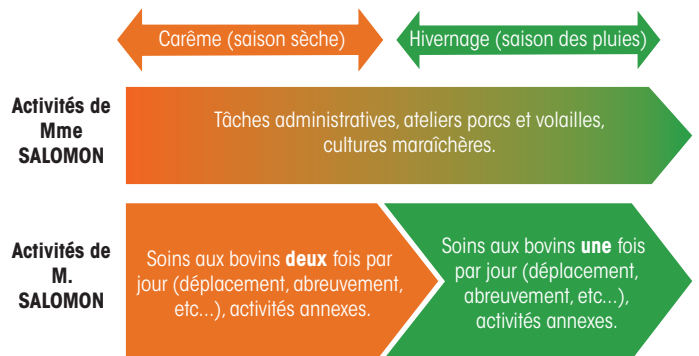 Carême (saison sèche)
Hivernage (saison des pluies)
Activités de
Mme
SALOMON
Tâches administratives, ateliers porcs et volailles,
cultures maraîchères.
Activités de
M.
SALOMON
Soins aux bovins deux fois par
jour (déplacement, abreuvement,
etc...), activités annexes.
Soins aux bovins une fois
par jour (déplacement,
abreuvement, etc...),
activités annexes.